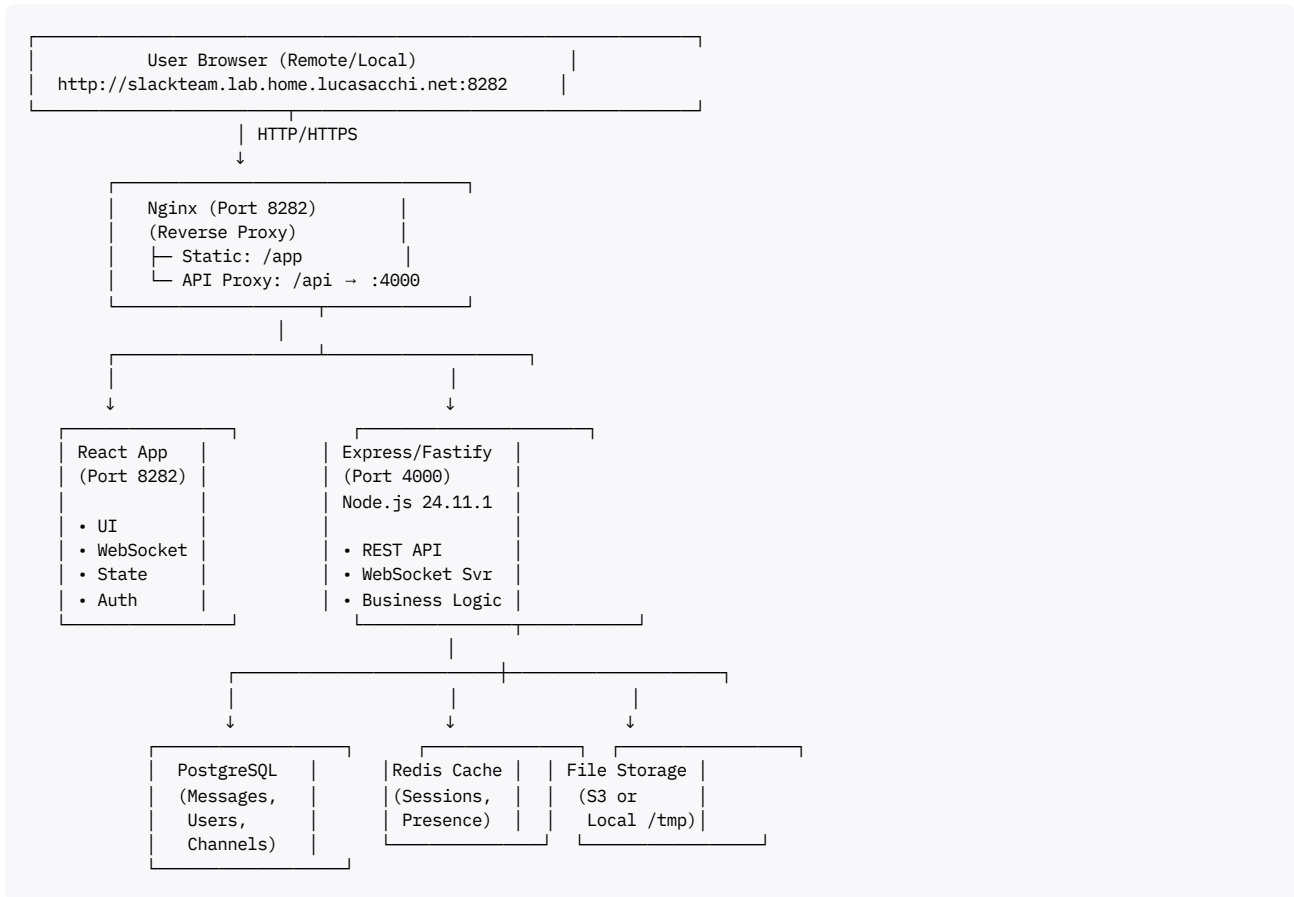 User Browser (Remote/Local)
http://slackteam.lab.home.lucasacchi.net:8282
HTTP/HTTPS
↓
Nginx (Port 8282)
(Reverse Proxy)
├─ Static: /app
└─ API Proxy: /api → :4000
↓ ↓
React App
(Port 8282)
• UI
• WebSocket
• State
• Auth
Express/Fastify
(Port 4000)
Node.js 24.11.1
• REST API
• WebSocket Svr
• Business Logic
↓ ↓ ↓
PostgreSQL
(Messages,
Users,
Channels)
Redis Cache
(Sessions,
Presence)
File Storage
(S3 or
Local /tmp)